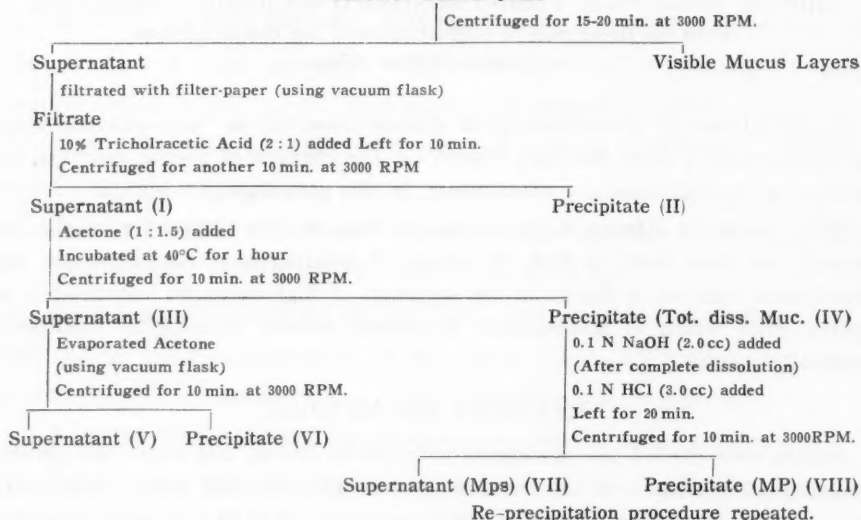 Centrifuged for 15-20 min. at 3000 RPM.
Supernatant Visible Mucus Layers
filtrated with filter-paper (using vacuum flask)
Filtrate
10% Tricholracetic Acid (2 : 1) added Left for 10 min.
Centrifuged for another 10 min. at 3000 RPM
Supernatant (I) Precipitate (II)
Acetone (1 : 1.5) added
Incubated at 40°C for 1 hour
Centrifuged for 10 min. at 3000 RPM.
Supernatant (III) Precipitate (Tot. diss. Muc. (IV)
Evaporated Acetone 0.1 N NaOH (2.0 cc) added
(using vacuum flask) (After complete dissolution)
Centrifuged for 10 min. at 3000 RPM. 0.1 N HCl (3.0 cc) added
Left for 20 min.
Supernatant (V) Precipitate (VI) Centrifuged for 10 min. at 3000RPM.
Supernatant (Mps) (VII) Precipitate (MP) (VIII)
Re-precipitation procedure repeated.